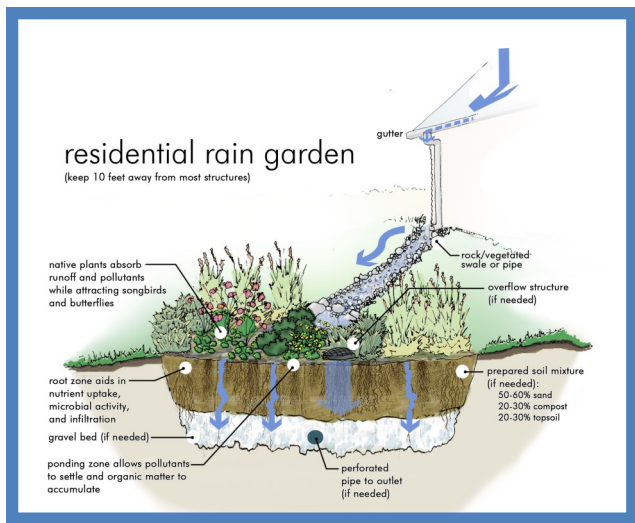 residential rain garden
(keep 10 feet away from most structures)
gutter
rock/vegetated
swale or pipe
native plants absorb
runoff and pollutants
while attracting songbirds
and butterflies
overflow structure
(if needed)
root zone aids in
nutrient uptake,
microbial activity,
and infiltration
prepared soil mixture
(if needed):
50-60% sand
20-30% compost
20-30% topsoil
gravel bed (if needed)
ponding zone allows pollutants
to settle and organic matter to
accumulate
perforated
pipe to outlet
(if needed)